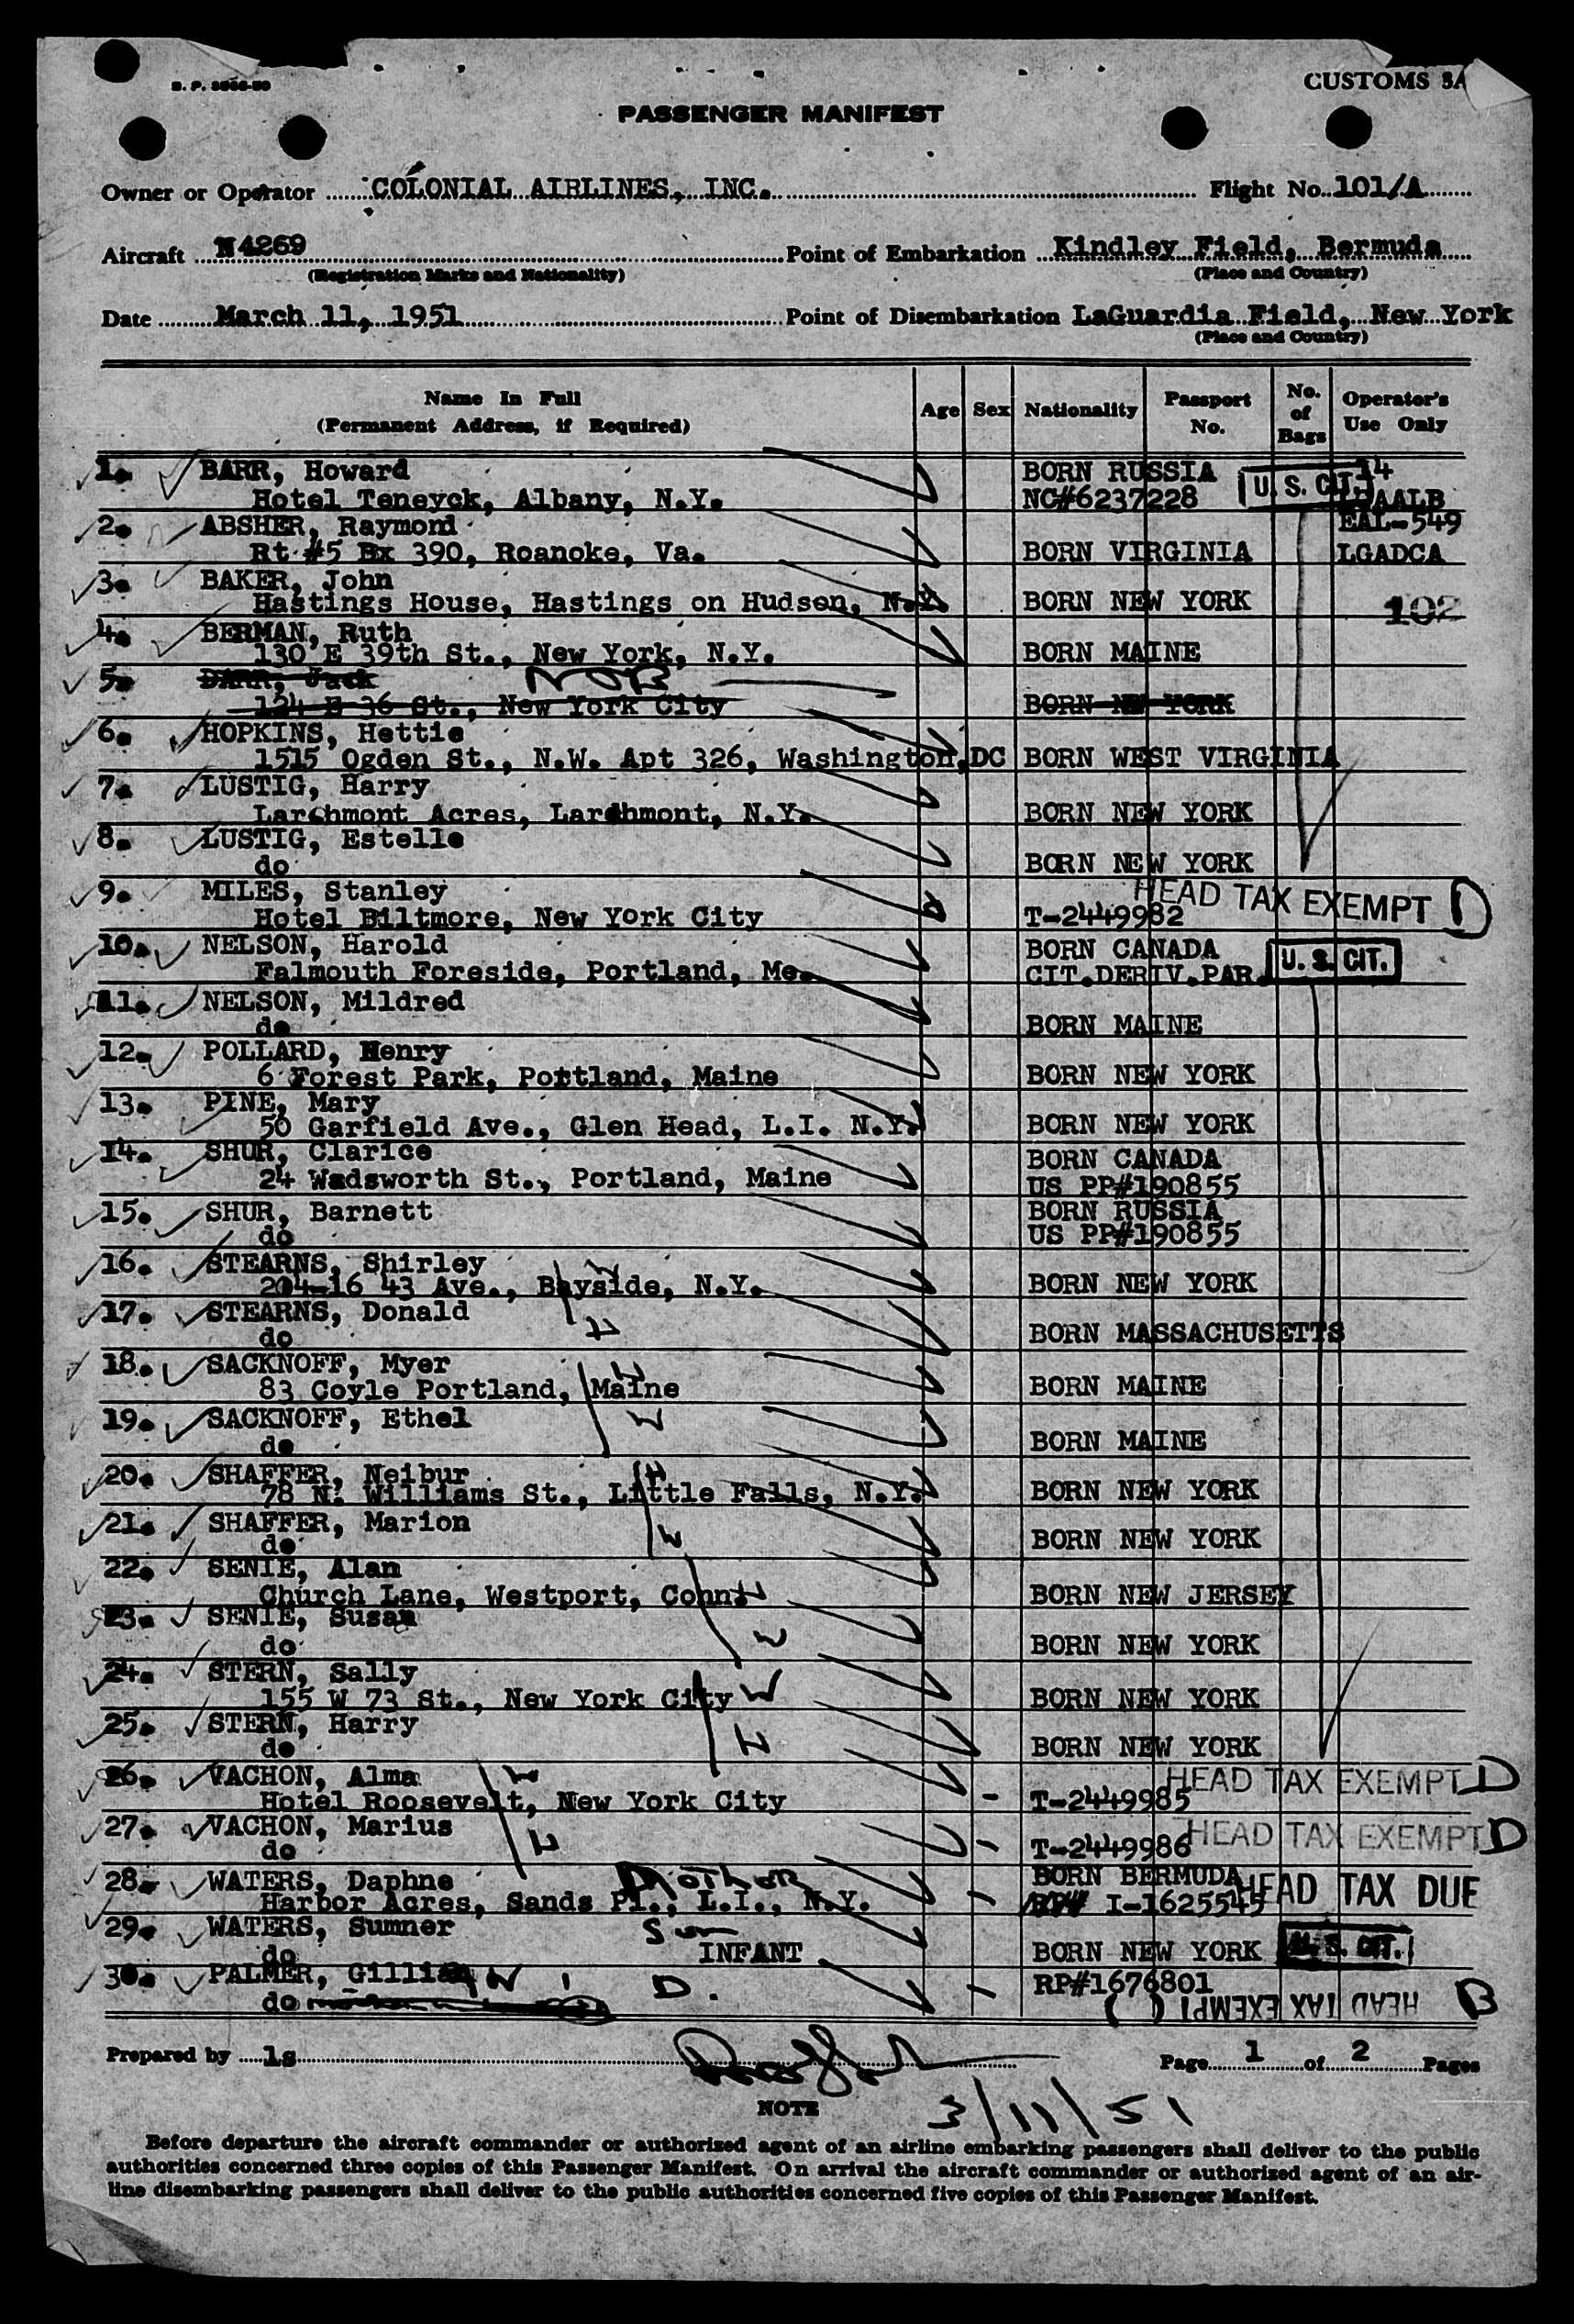 CUSTOMS 3A
PASSENGER MANIFEST
Owner or Operator COLONIAL AIRLINES, INC. Flight No. 101/A
Aircraft N4269 Point of Embarkation Kindley Field, Bermuda
(Registration Marks and Nationality) (Place and Country)
Date March 11, 1951 Point of Disembarkation LaGuardia Field, New York
(Place and Country)
Name In Full (Permanent Address, if Required) Age Sex Nationality Passport No. No. of Bags Operator's Use Only
1. BARR, Howard BORN RUSSIA U. S. CIT. 14
Hotel Teneyck, Albany, N.Y. NC#6237228
2. ABSHER, Raymond EAL-549
Rt #5 Bx 390, Roanoke, Va. BORN VIRGINIA LGADCA
3. BAKER, John
Hastings House, Hastings on Hudson, N.Y. BORN NEW YORK 102
4. BERMAN, Ruth
130 E 39th St., New York, N.Y. BORN MAINE
5. DARR, Jack NOB
124 E 36 St., New York City BORN NEW YORK
6. HOPKINS, Hettie
1515 Ogden St., N.W. Apt 326, Washington, DC BORN WEST VIRGINIA
7. LUSTIG, Harry
Larchmont Acres, Larchmont, N.Y. BORN NEW YORK
8. LUSTIG, Estelle
do BORN NEW YORK
9. MILES, Stanley HEAD TAX EXEMPT D
Hotel Biltmore, New York City T-2449982
10. NELSON, Harold BORN CANADA U. S. CIT.
Falmouth Foreside, Portland, Me. CIT.DERIV.PAR.
11. NELSON, Mildred
do BORN MAINE
12. POLLARD, Henry
6 Forest Park, Portland, Maine BORN NEW YORK
13. PINE, Mary
50 Garfield Ave., Glen Head, L.I. N.Y. BORN NEW YORK
14. SHUR, Clarice BORN CANADA
24 Wadsworth St., Portland, Maine US PP#190855
15. SHUR, Barnett BORN RUSSIA
do US PP#190855
16. STEARNS, Shirley W
204-16 43 Ave., Bayside, N.Y. BORN NEW YORK
17. STEARNS, Donald H
do BORN MASSACHUSETTS
18. SACKNOFF, Myer H
83 Coyle Portland, Maine BORN MAINE
19. SACKNOFF, Ethel W
do BORN MAINE
20. SHAFFER, Neibur H
78 N. Williams St., Little Falls, N.Y. BORN NEW YORK
21. SHAFFER, Marion W
do BORN NEW YORK
22. SENIE, Alan
Church Lane, Westport, Conn. H BORN NEW JERSEY
23. SENIE, Susan
do W BORN NEW YORK
24. STERN, Sally
155 W 73 St., New York City W BORN NEW YORK
25. STERN, Harry
do H BORN NEW YORK
26. VACHON, Alma W HEAD TAX EXEMPT D
Hotel Roosevelt, New York City - T-2449985
27. VACHON, Marius H HEAD TAX EXEMPT D
do - T-2449986
28. WATERS, Daphne Mother BORN BERMUDA HEAD TAX DUE
Harbor Acres, Sands Pt., L.I., N.Y. - I-1625545
29. WATERS, Sumner Son
do INFANT BORN NEW YORK U. S. CIT.
30. PALMER, Gillian W D. RP#1676801
do - HEAD TAX EXEMPT ( ) B
Prepared by ls Page 1 of 2 Pages
NOTE 3/11/51
Before departure the aircraft commander or authorized agent of an airline embarking passengers shall deliver to the public
authorities concerned three copies of this Passenger Manifest. On arrival the aircraft commander or authorized agent of an air-
line disembarking passengers shall deliver to the public authorities concerned five copies of this Passenger Manifest.